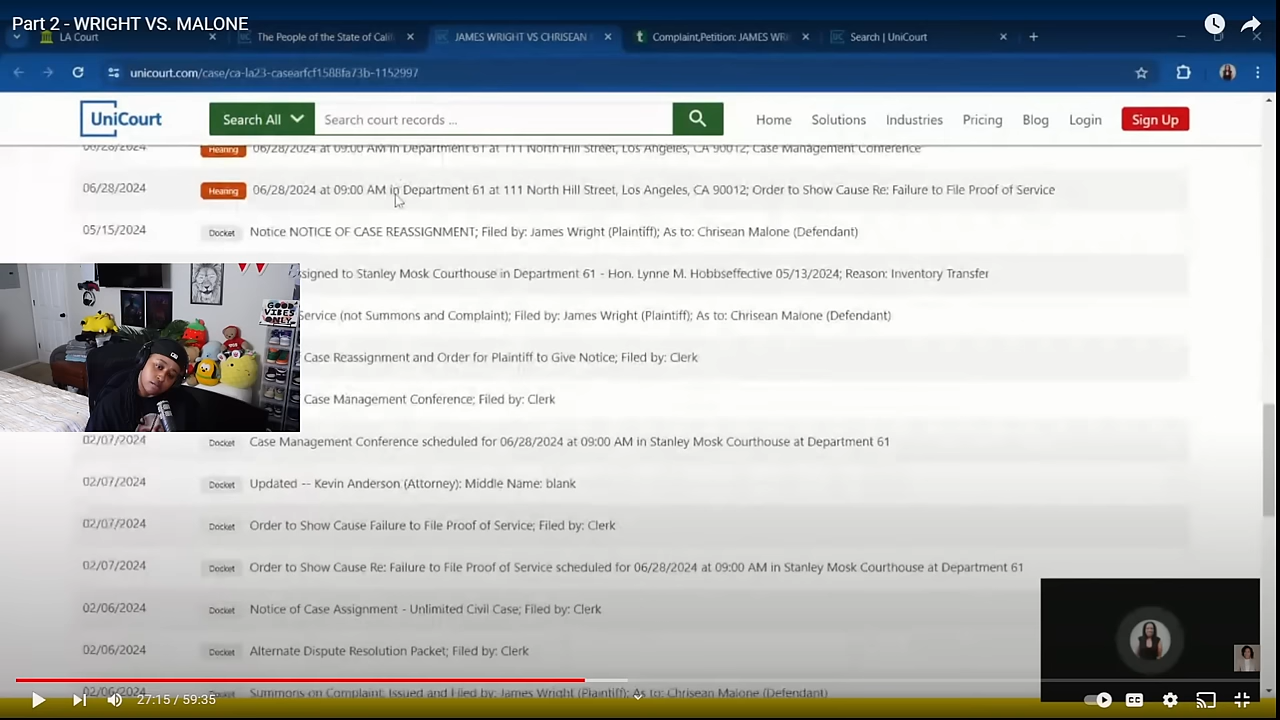 Part 2 - WRIGHT VS. MALONE
LA Court
The People of the State of Calif
JAMES WRIGHT VS CHRISEAN
Complaint,Petition: JAMES WRI
Search | UniCourt
unicourt.com/case/ca-la23-casearfcf1588fa73b-1152997
UniCourt
Search All
Search court records ...
Home
Solutions
Industries
Pricing
Blog
Login
Sign Up
06/28/2024 Hearing 06/28/2024 at 09:00 AM in Department 61 at 111 North Hill Street, Los Angeles, CA 90012; Case Management Conference
06/28/2024 Hearing 06/28/2024 at 09:00 AM in Department 61 at 111 North Hill Street, Los Angeles, CA 90012; Order to Show Cause Re: Failure to File Proof of Service
05/15/2024 Docket Notice NOTICE OF CASE REASSIGNMENT; Filed by: James Wright (Plaintiff); As to: Chrisean Malone (Defendant)
signed to Stanley Mosk Courthouse in Department 61 - Hon. Lynne M. Hobbseffective 05/13/2024; Reason: Inventory Transfer
Service (not Summons and Complaint); Filed by: James Wright (Plaintiff); As to: Chrisean Malone (Defendant)
Case Reassignment and Order for Plaintiff to Give Notice; Filed by: Clerk
Case Management Conference; Filed by: Clerk
GOOD
VIBES
ONLY
02/07/2024 Docket Case Management Conference scheduled for 06/28/2024 at 09:00 AM in Stanley Mosk Courthouse at Department 61
02/07/2024 Docket Updated -- Kevin Anderson (Attorney): Middle Name: blank
02/07/2024 Docket Order to Show Cause Failure to File Proof of Service; Filed by: Clerk
02/07/2024 Docket Order to Show Cause Re: Failure to File Proof of Service scheduled for 06/28/2024 at 09:00 AM in Stanley Mosk Courthouse at Department 61
02/06/2024 Docket Notice of Case Assignment - Unlimited Civil Case; Filed by: Clerk
02/06/2024 Docket Alternate Dispute Resolution Packet; Filed by: Clerk
02/06/2024 Docket Summons on Complaint; Issued and Filed by: James Wright (Plaintiff); As to: Chrisean Malone (Defendant)
27:15 / 59:35
CC